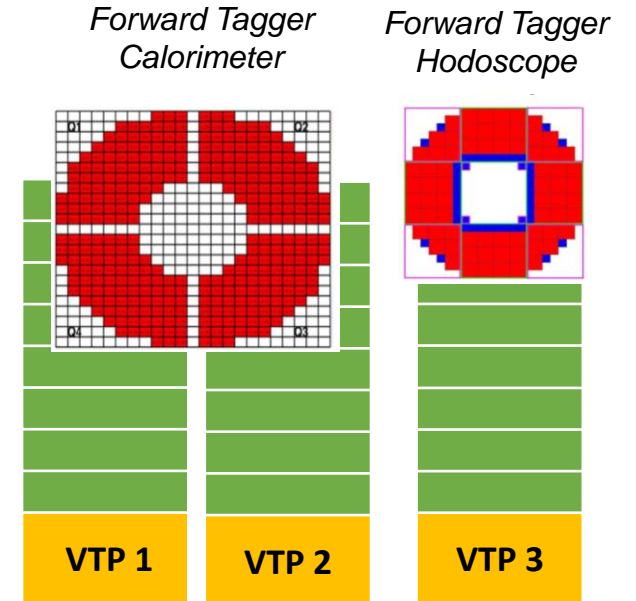 Forward Tagger
Calorimeter
Forward Tagger
Hodoscope
Q1
Q2
Q4
Q3
VTP 1
VTP 2
VTP 3